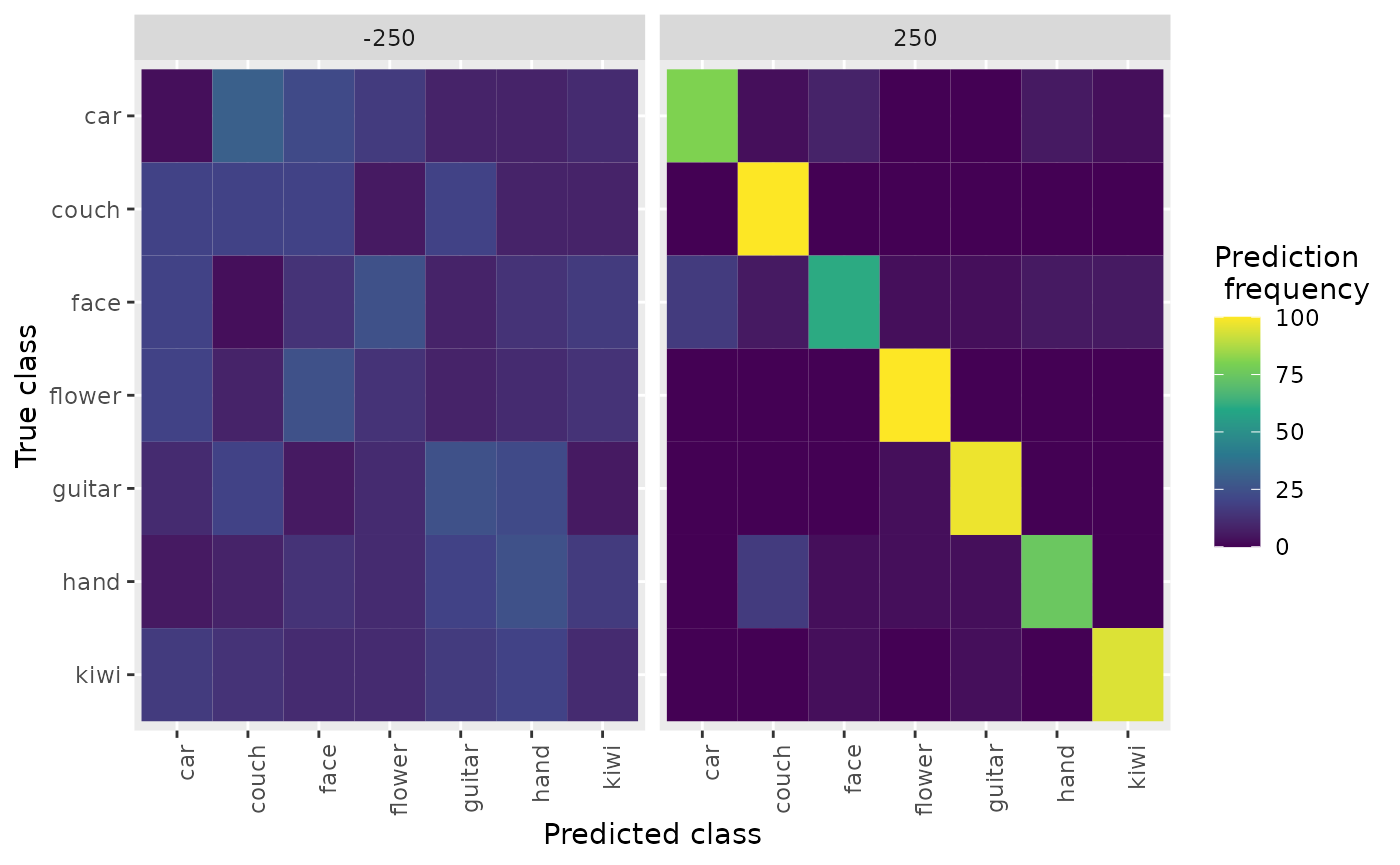 -250
250
True class
car
couch
face
flower
guitar
hand
kiwi
car
couch
face
flower
guitar
hand
kiwi
car
couch
face
flower
guitar
hand
kiwi
Predicted class
Prediction
frequency
100
75
50
25
0